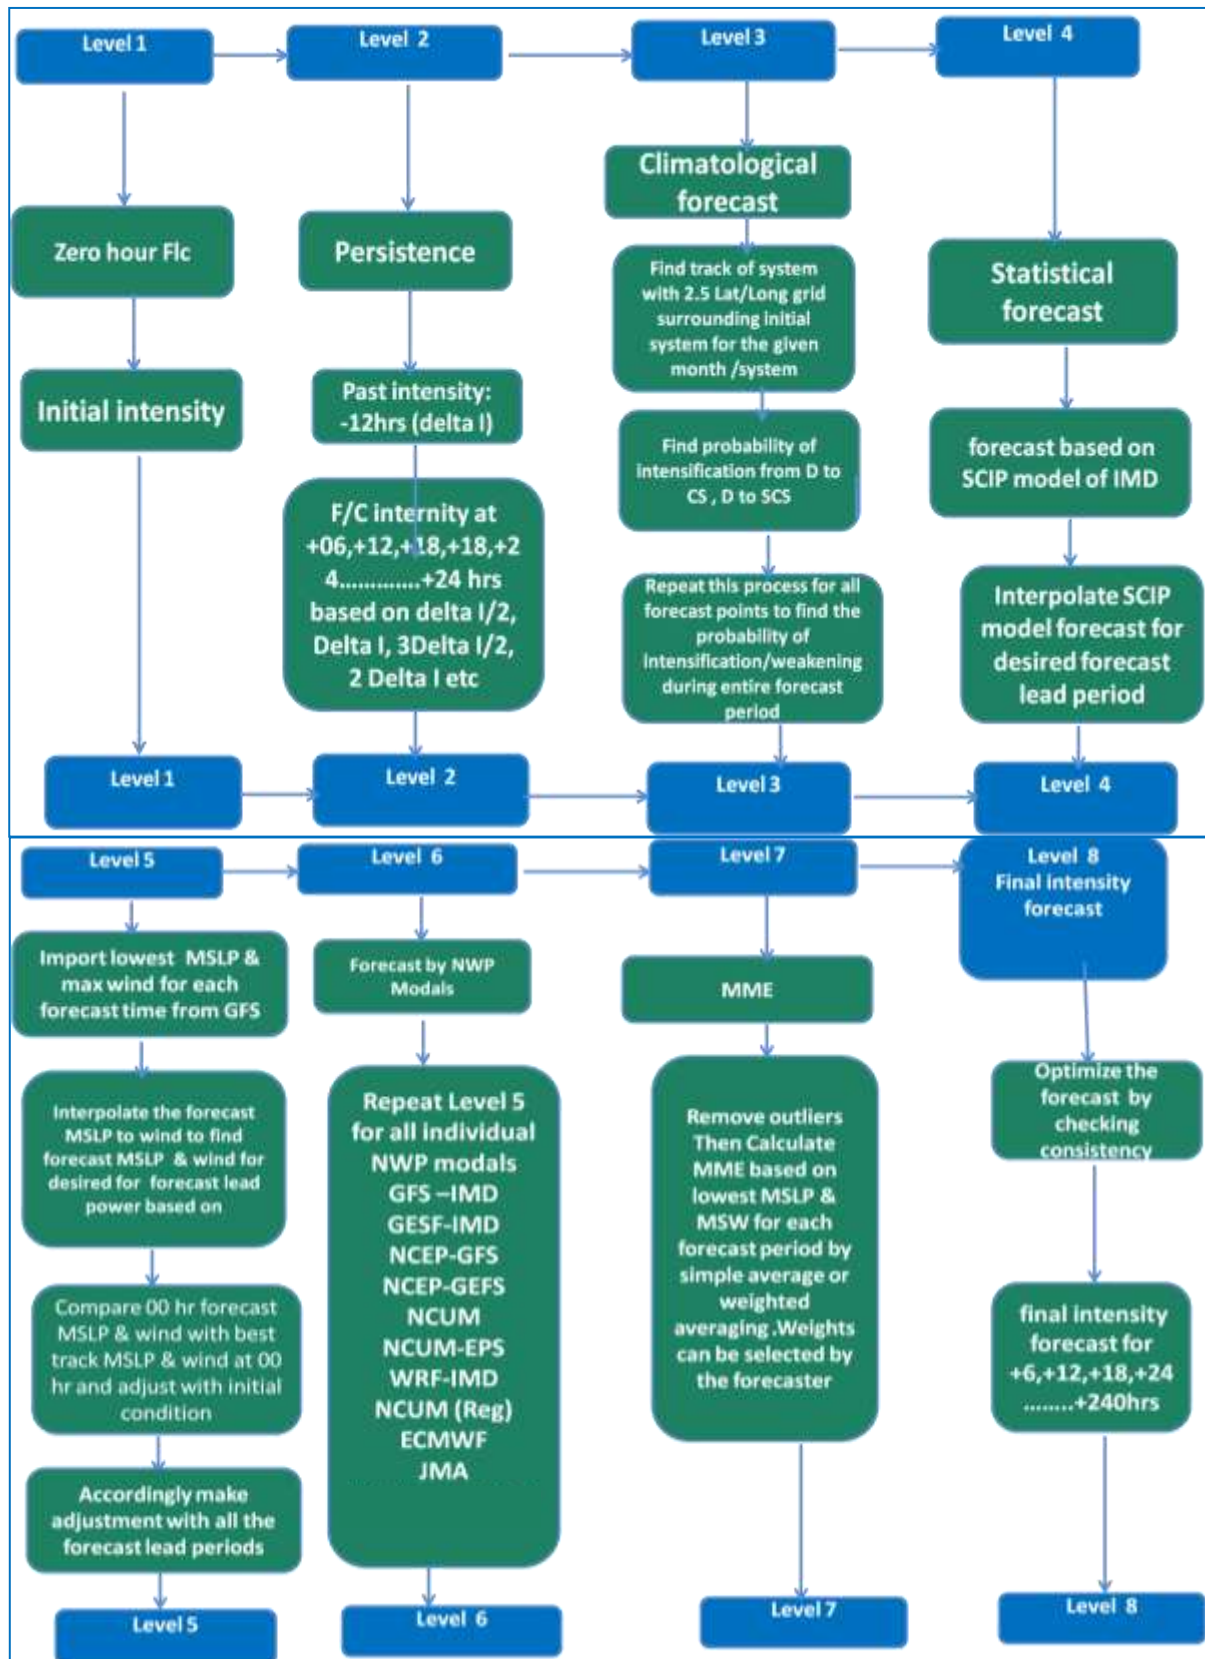 Level 1
Level 2
Level 3
Level 4
Zero hour Flc
Initial intensity
Level 1
Persistence
Past intensity:
-12hrs (delta I)
F/C internity at
+06,+12,+18,+18,+2
4.............+24 hrs
based on delta I/2,
Delta I, 3Delta I/2,
2 Delta I etc
Level 2
Climatological
forecast
Find track of system
with 2.5 Lat/Long grid
surrounding initial
system for the given
month /system
Find probability of
intensification from D to
CS , D to SCS
Repeat this process for all
forecast points to find the
probability of
intensification/weakening
during entire forecast
period
Level 3
Statistical
forecast
forecast based on
SCIP model of IMD
Interpolate SCIP
model forecast for
desired forecast
lead period
Level 4
Level 5
Level 6
Level 7
Level 8
Final intensity
forecast
Import lowest MSLP &
max wind for each
forecast time from GFS
Interpolate the forecast
MSLP to wind to find
forecast MSLP & wind for
desired for forecast lead
power based on
Compare 00 hr forecast
MSLP & wind with best
track MSLP & wind at 00
hr and adjust with initial
condition
Accordingly make
adjustment with all the
forecast lead periods
Level 5
Forecast by NWP
Modals
Repeat Level 5
for all individual
NWP modals
GFS –IMD
GESF-IMD
NCEP-GFS
NCEP-GEFS
NCUM
NCUM-EPS
WRF-IMD
NCUM (Reg)
ECMWF
JMA
Level 6
MME
Remove outliers
Then Calculate
MME based on
lowest MSLP &
MSW for each
forecast period by
simple average or
weighted
averaging .Weights
can be selected by
the forecaster
Level 7
Optimize the
forecast by
checking
consistency
final intensity
forecast for
+6,+12,+18,+24
........+240hrs
Level 8